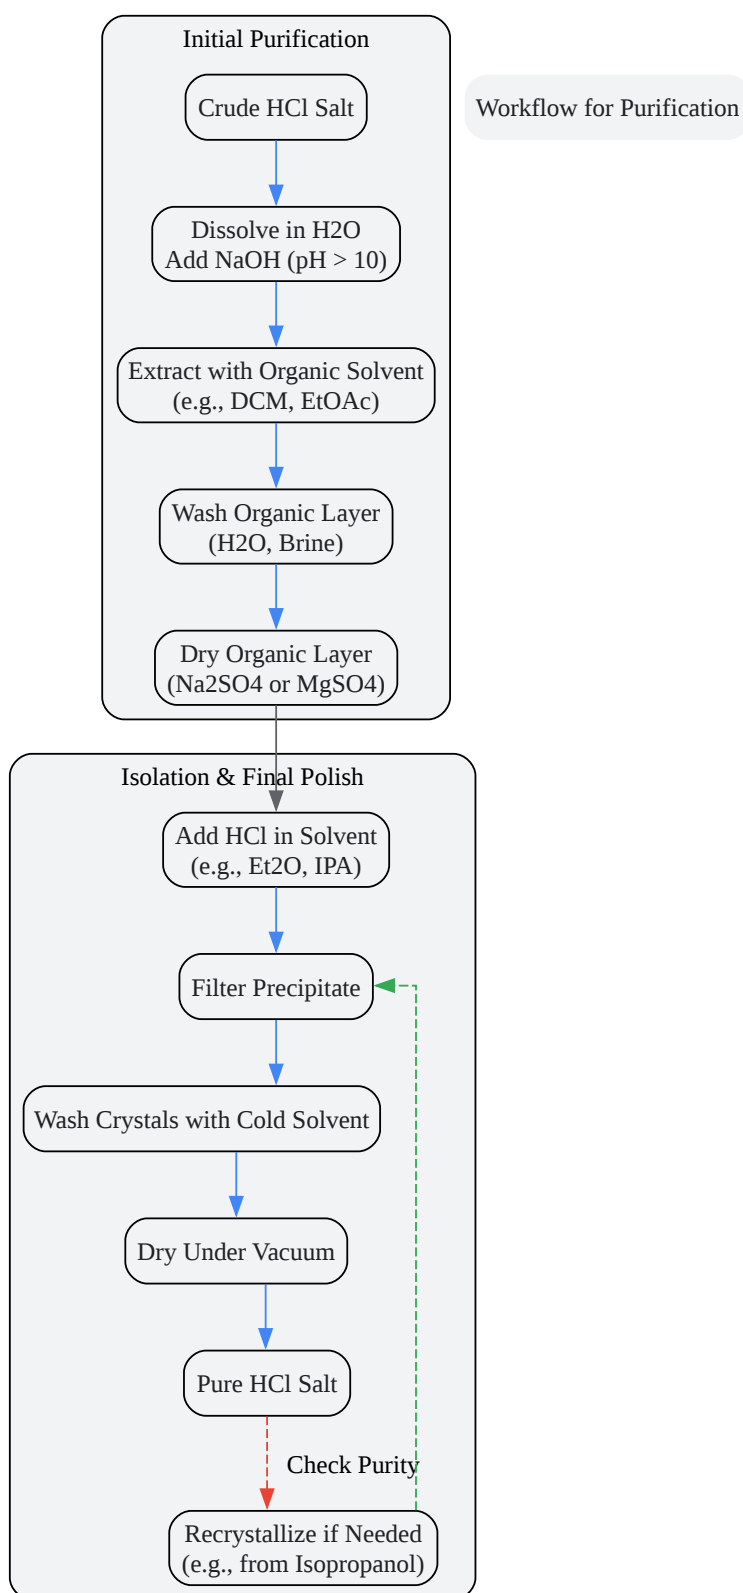 Initial Purification
Crude HCl Salt
Workflow for Purification
Dissolve in H2O
Add NaOH (pH > 10)
Extract with Organic Solvent
(e.g., DCM, EtOAc)
Wash Organic Layer
(H2O, Brine)
Dry Organic Layer
(Na2SO4 or MgSO4)
Isolation & Final Polish
Add HCl in Solvent
(e.g., Et2O, IPA)
Filter Precipitate
Wash Crystals with Cold Solvent
Dry Under Vacuum
Pure HCl Salt
Check Purity
Recrystallize if Needed
(e.g., from Isopropanol)